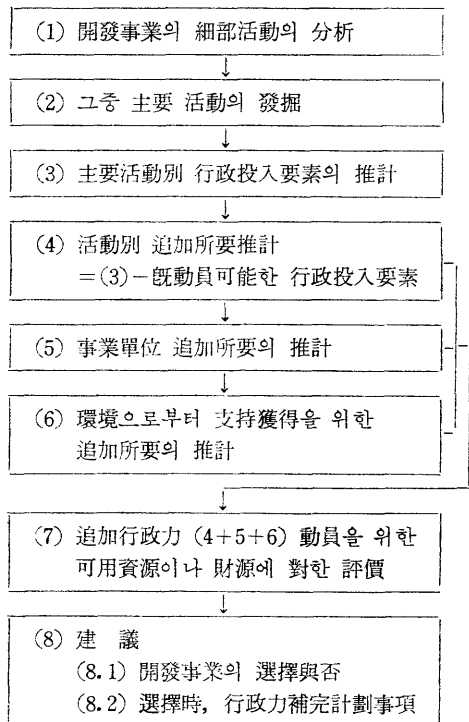 (1) 開發事業의 細部活動의 分析
(2) 그중 主要 活動의 發掘
(3) 主要活動別 行政投入要素의 推計
(4) 活動別 追加所要推計
=(3)-旣動員可能한 行政投入要素
(5) 事業單位 追加所要의 推計
(6) 環境으로부터 支持獲得을 위한
追加所要의 推計
(7) 追加行政力 (4+5+6) 動員을 위한
可用資源이나 財源에 對한 評價
(8) 建 議
(8.1) 開發事業의 選擇與否
(8.2) 選擇時, 行政力補完計劃事項